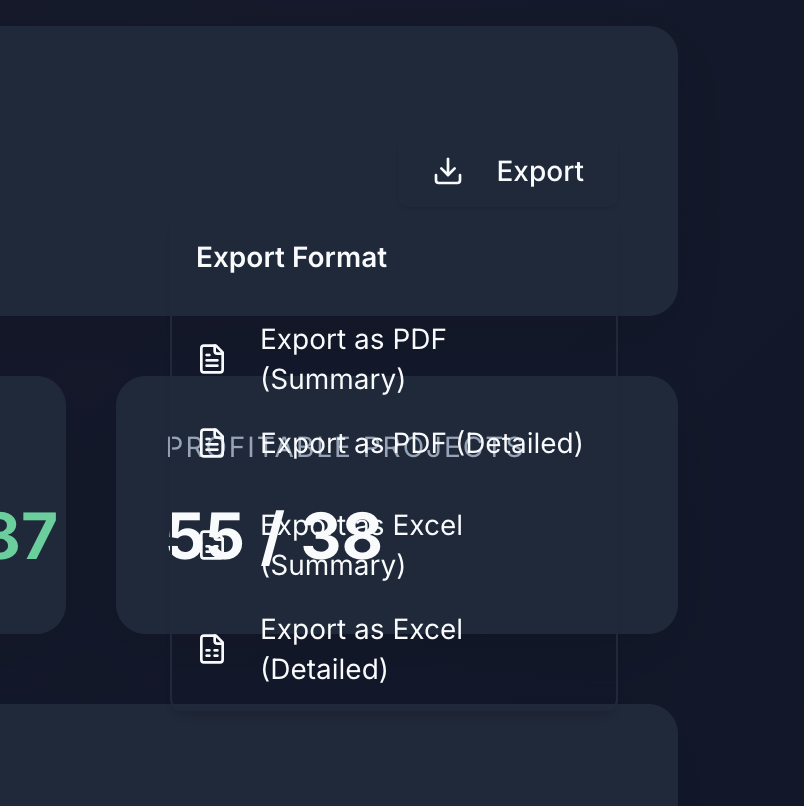 Export
Export Format
Export as PDF
(Summary)
PROFITABLE PROJECTS
Export as PDF (Detailed)
37
55 / 38
Export as Excel
(Summary)
Export as Excel
(Detailed)